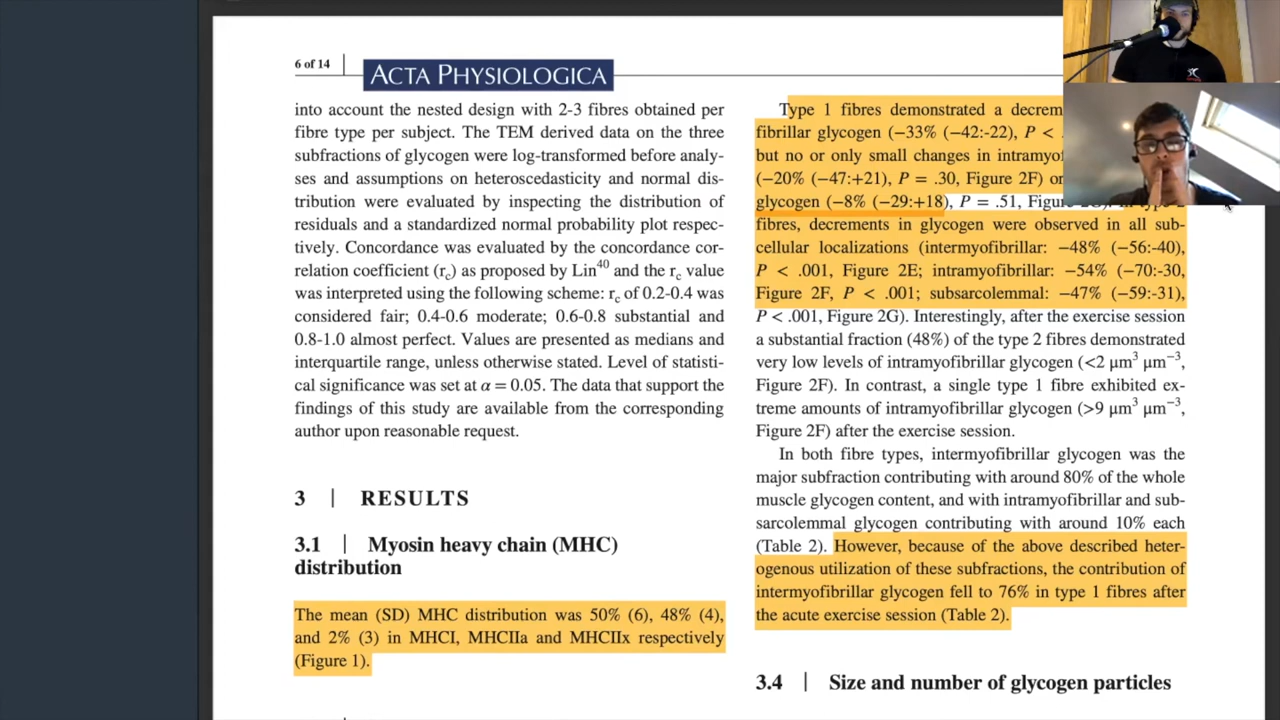 6 of 14
ACTA PHYSIOLOGICA
into account the nested design with 2-3 fibres obtained per
fibre type per subject. The TEM derived data on the three
subfractions of glycogen were log-transformed before analy-
ses and assumptions on heteroscedasticity and normal dis-
tribution were evaluated by inspecting the distribution of
residuals and a standardized normal probability plot respec-
tively. Concordance was evaluated by the concordance cor-
relation coefficient (rc) as proposed by Lin40 and the rc value
was interpreted using the following scheme: rc of 0.2-0.4 was
considered fair; 0.4-0.6 moderate; 0.6-0.8 substantial and
0.8-1.0 almost perfect. Values are presented as medians and
interquartile range, unless otherwise stated. Level of statisti-
cal significance was set at α = 0.05. The data that support the
findings of this study are available from the corresponding
author upon reasonable request.
3 | RESULTS
3.1 | Myosin heavy chain (MHC)
distribution
The mean (SD) MHC distribution was 50% (6), 48% (4),
and 2% (3) in MHCI, MHCIIa and MHCIIx respectively
(Figure 1).
Type 1 fibres demonstrated a decrem
fibrillar glycogen (−33% (−42:-22), P <
but no or only small changes in intramyof
(−20% (−47:+21), P = .30, Figure 2F) or
glycogen (−8% (−29:+18), P = .51, Figure
fibres, decrements in glycogen were observed in all sub-
cellular localizations (intermyofibrillar: −48% (−56:-40),
P < .001, Figure 2E; intramyofibrillar: −54% (−70:-30,
Figure 2F, P < .001; subsarcolemmal: −47% (−59:-31),
P < .001, Figure 2G). Interestingly, after the exercise session
a substantial fraction (48%) of the type 2 fibres demonstrated
very low levels of intramyofibrillar glycogen (<2 μm³ μm⁻³,
Figure 2F). In contrast, a single type 1 fibre exhibited ex-
treme amounts of intramyofibrillar glycogen (>9 μm³ μm⁻³,
Figure 2F) after the exercise session.
In both fibre types, intermyofibrillar glycogen was the
major subfraction contributing with around 80% of the whole
muscle glycogen content, and with intramyofibrillar and sub-
sarcolemmal glycogen contributing with around 10% each
(Table 2). However, because of the above described heter-
ogenous utilization of these subfractions, the contribution of
intermyofibrillar glycogen fell to 76% in type 1 fibres after
the acute exercise session (Table 2).
3.4 | Size and number of glycogen particles